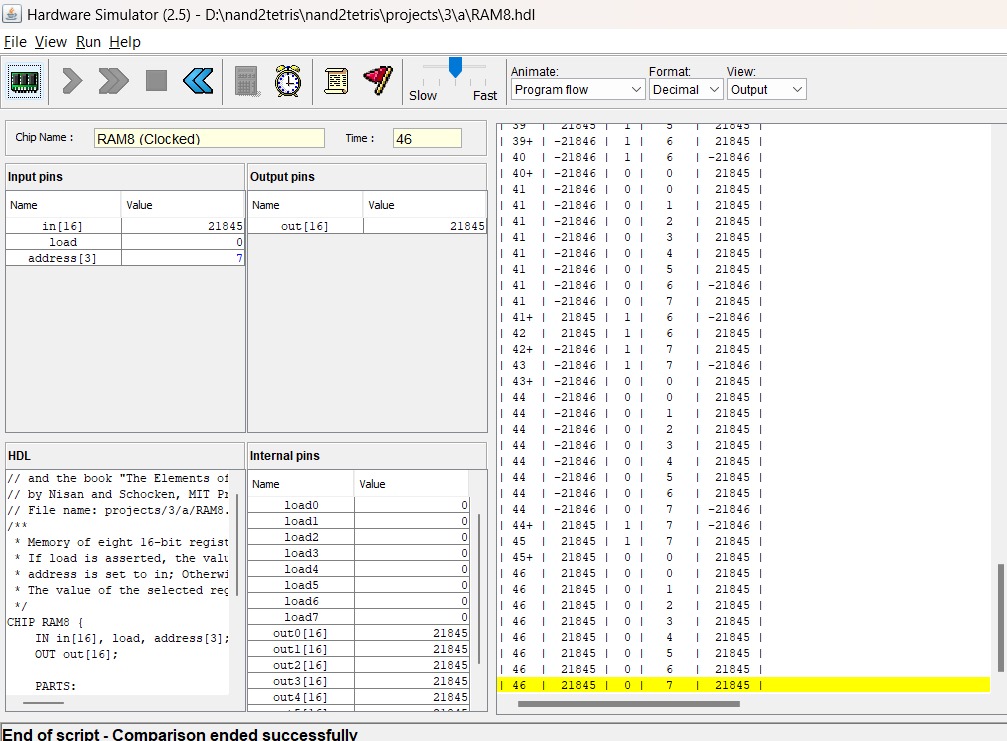 Hardware Simulator (2.5) - D:\nand2tetris\nand2tetris\projects\3\a\RAM8.hdl
File View Run Help
Slow Fast
Animate: Format: View:
Program flow Decimal Output
Chip Name : RAM8 (Clocked) Time : 46
Input pins
Name Value
in[16] 21845
load 0
address[3] 7
Output pins
Name Value
out[16] 21845
HDL
// and the book "The Elements of
// by Nisan and Schocken, MIT Pr
// File name: projects/3/a/RAM8.
/**
* Memory of eight 16-bit regist
* If load is asserted, the valu
* address is set to in; Otherwi
* The value of the selected reg
*/
CHIP RAM8 {
IN in[16], load, address[3];
OUT out[16];
PARTS:
Internal pins
Name Value
load0 0
load1 0
load2 0
load3 0
load4 0
load5 0
load6 0
load7 0
out0[16] 21845
out1[16] 21845
out2[16] 21845
out3[16] 21845
out4[16] 21845
| 39 | 21845 | 1 | 5 | 21845 |
| 39+ | -21846 | 1 | 6 | 21845 |
| 40 | -21846 | 1 | 6 | -21846 |
| 40+ | -21846 | 0 | 0 | 21845 |
| 41 | -21846 | 0 | 0 | 21845 |
| 41 | -21846 | 0 | 1 | 21845 |
| 41 | -21846 | 0 | 2 | 21845 |
| 41 | -21846 | 0 | 3 | 21845 |
| 41 | -21846 | 0 | 4 | 21845 |
| 41 | -21846 | 0 | 5 | 21845 |
| 41 | -21846 | 0 | 6 | -21846 |
| 41 | -21846 | 0 | 7 | 21845 |
| 41+ | 21845 | 1 | 6 | -21846 |
| 42 | 21845 | 1 | 6 | 21845 |
| 42+ | -21846 | 1 | 7 | 21845 |
| 43 | -21846 | 1 | 7 | -21846 |
| 43+ | -21846 | 0 | 0 | 21845 |
| 44 | -21846 | 0 | 0 | 21845 |
| 44 | -21846 | 0 | 1 | 21845 |
| 44 | -21846 | 0 | 2 | 21845 |
| 44 | -21846 | 0 | 3 | 21845 |
| 44 | -21846 | 0 | 4 | 21845 |
| 44 | -21846 | 0 | 5 | 21845 |
| 44 | -21846 | 0 | 6 | 21845 |
| 44 | -21846 | 0 | 7 | -21846 |
| 44+ | 21845 | 1 | 7 | -21846 |
| 45 | 21845 | 1 | 7 | 21845 |
| 45+ | 21845 | 0 | 0 | 21845 |
| 46 | 21845 | 0 | 0 | 21845 |
| 46 | 21845 | 0 | 1 | 21845 |
| 46 | 21845 | 0 | 2 | 21845 |
| 46 | 21845 | 0 | 3 | 21845 |
| 46 | 21845 | 0 | 4 | 21845 |
| 46 | 21845 | 0 | 5 | 21845 |
| 46 | 21845 | 0 | 6 | 21845 |
| 46 | 21845 | 0 | 7 | 21845 |
End of script - Comparison ended successfully